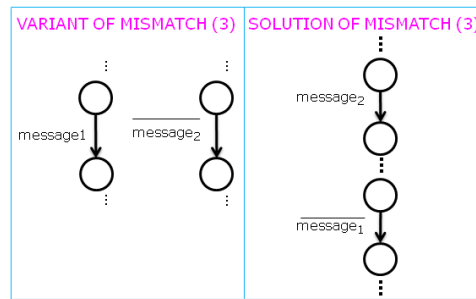 VARIANT OF MISMATCH (3)
SOLUTION OF MISMATCH (3)
message1
message2
message2
message1